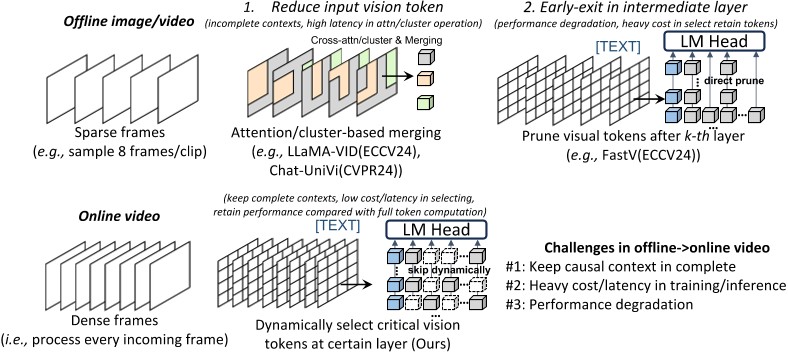 Offline image/video
1. Reduce input vision token
(incomplete contexts, high latency in attn/cluster operation)
Cross-attn/cluster & Merging
Sparse frames
(e.g., sample 8 frames/clip)
Attention/cluster-based merging
(e.g., LLaMA-VID(ECCV24),
Chat-UniVi(CVPR24))
2. Early-exit in intermediate layer
(performance degradation, heavy cost in select retain tokens)
[TEXT]
LM Head
direct prune
...
Prune visual tokens after k-th layer
(e.g., FastV(ECCV24))
Online video
Dense frames
(i.e., process every incoming frame)
(keep complete contexts, low cost/latency in selecting,
retain performance compared with full token computation)
[TEXT]
LM Head
skip dynamically
...
Dynamically select critical vision
tokens at certain layer (Ours)
Challenges in offline->online video
#1: Keep causal context in complete
#2: Heavy cost/latency in training/inference
#3: Performance degradation